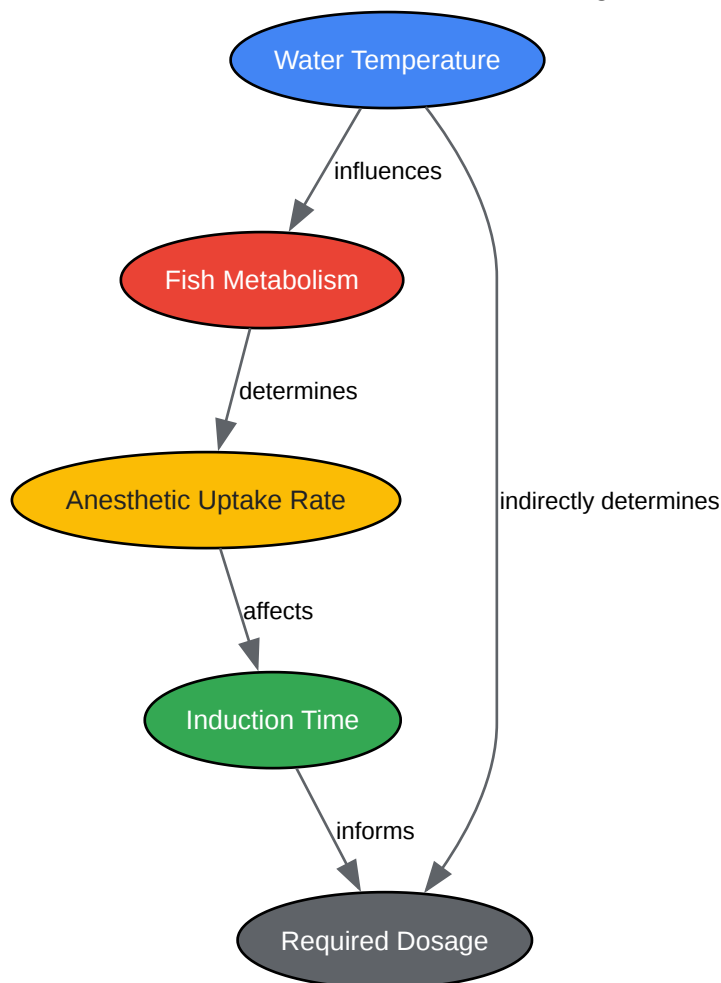 Water Temperature
influences
Fish Metabolism
determines
Anesthetic Uptake Rate
indirectly determines
affects
Induction Time
informs
Required Dosage